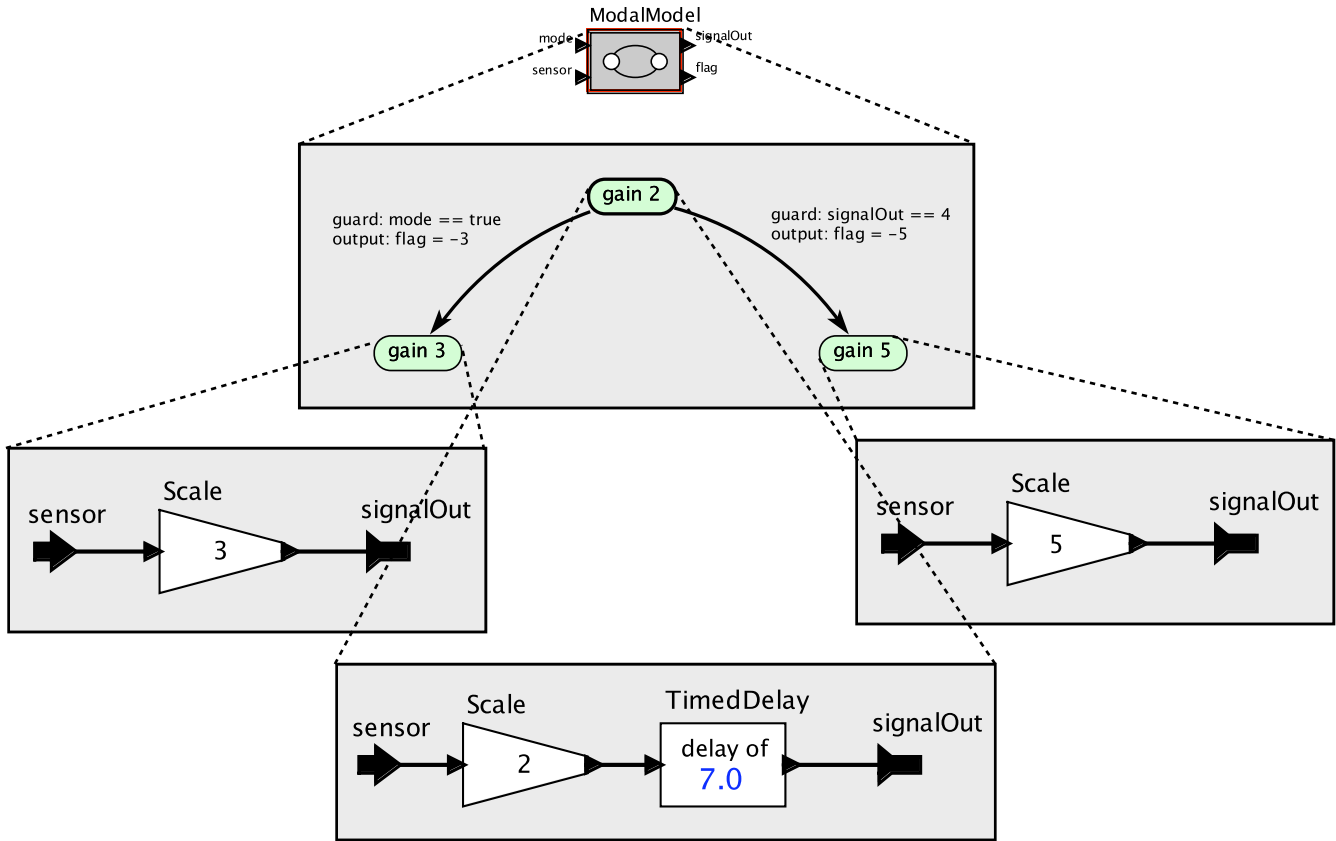 ModalModel
mode
signalOut
sensor
flag
gain 2
guard: mode == true
output: flag = -3
guard: signalOut == 4
output: flag = -5
gain 3
gain 5
Scale
sensor
signalOut
3
Scale
sensor
signalOut
5
TimedDelay
Scale
sensor
signalOut
2
delay of
7.0